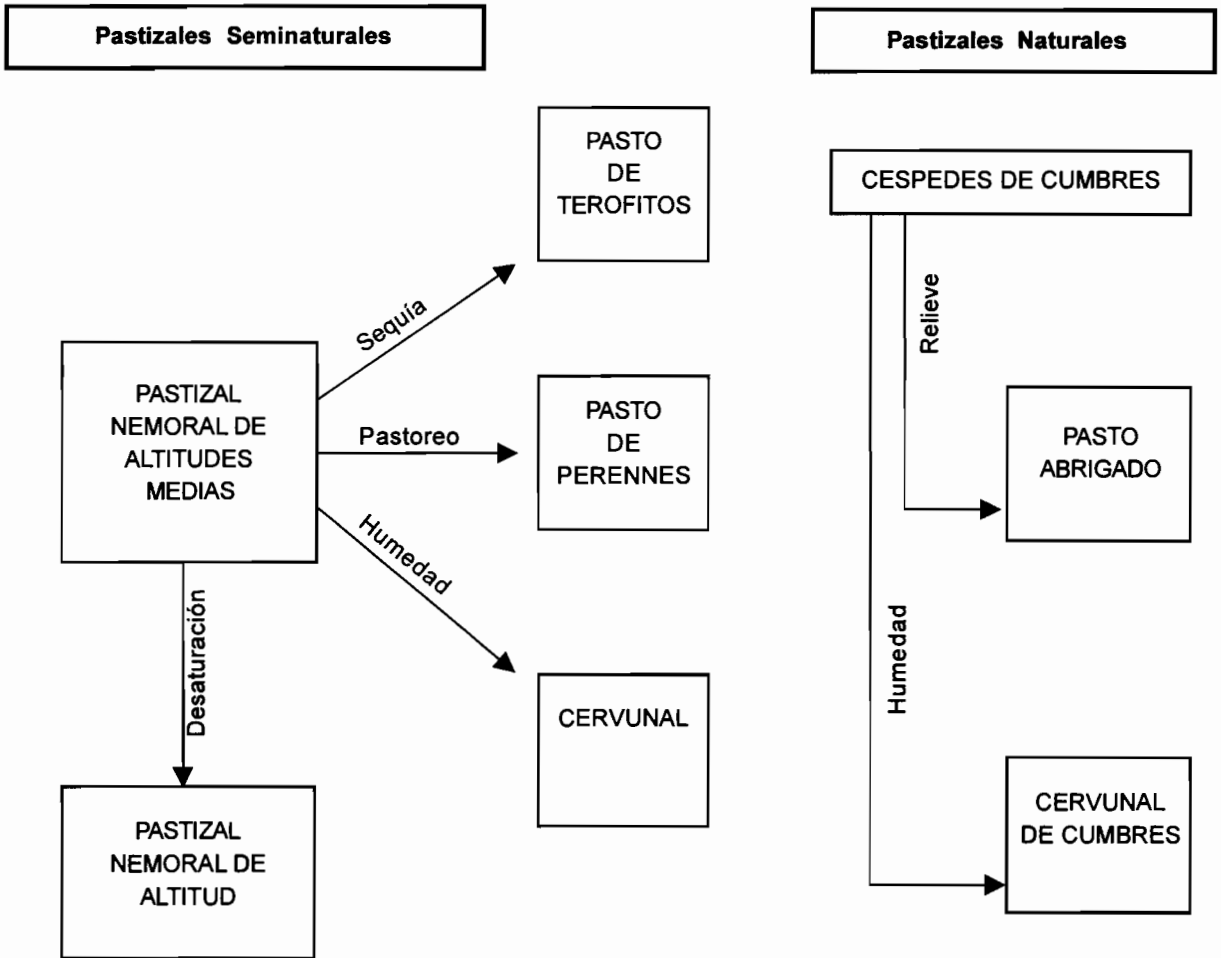 Pastizales Seminaturales
Pastizales Naturales
PASTO
DE
TEROFITOS
CESPEDES DE CUMBRES
Sequía
Relieve
PASTIZAL
NEMORAL DE
ALTITUDES
MEDIAS
Pastoreo
PASTO
DE
PERENNES
PASTO
ABRIGADO
Humedad
Desaturación
Humedad
CERVUNAL
CERVUNAL
DE CUMBRES
PASTIZAL
NEMORAL DE
ALTITUD